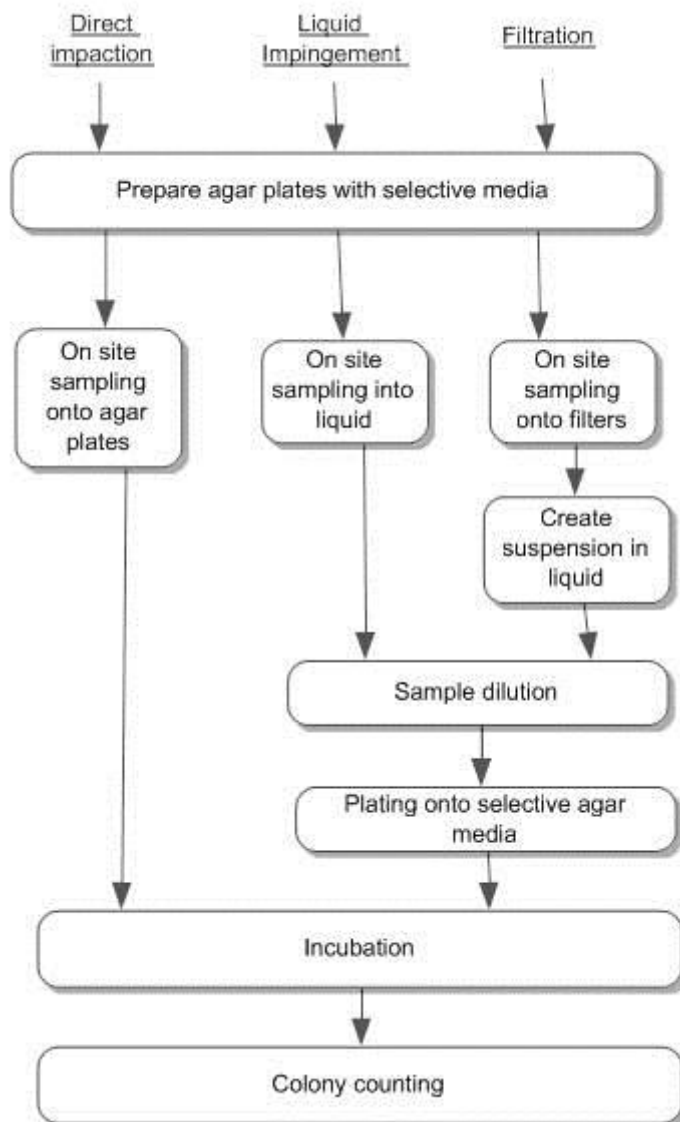 Direct
impaction
Liquid
Impingement
Filtration
Prepare agar plates with selective media
On site
sampling
onto agar
plates
On site
sampling into
liquid
On site
sampling
onto filters
Create
suspension in
liquid
Sample dilution
Plating onto selective agar
media
Incubation
Colony counting